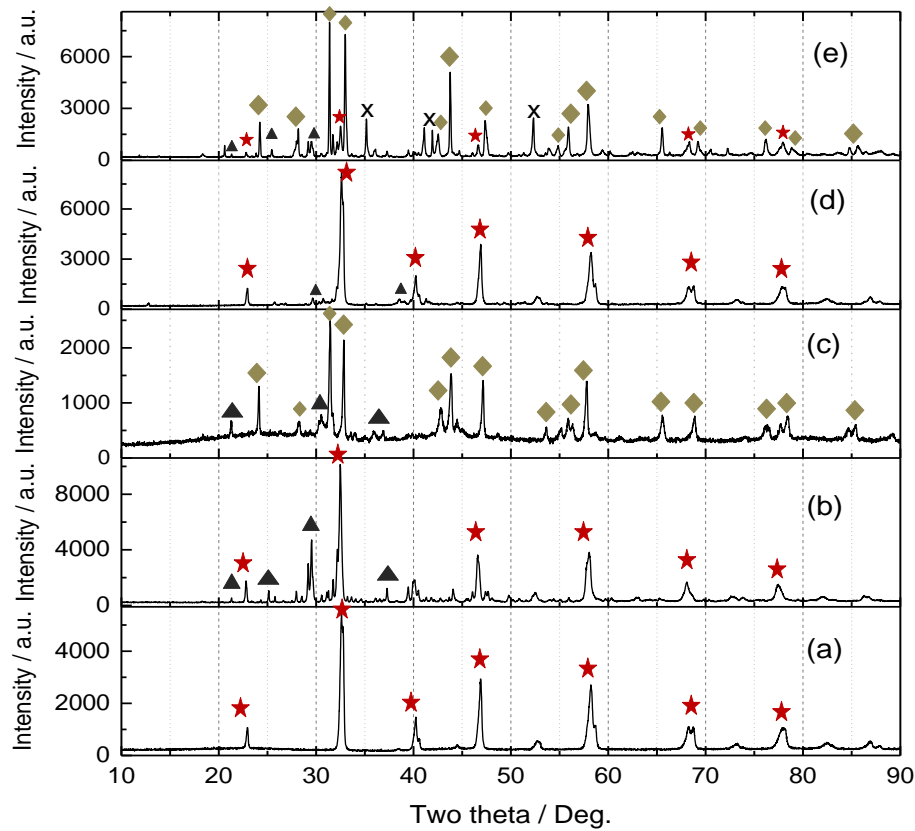 Intensity / a.u.
6000
3000
0
x
x
x
(e)
Intensity / a.u.
6000
3000
0
(d)
Intensity / a.u.
2000
1000
0
(c)
Intensity / a.u.
8000
4000
0
(b)
Intensity / a.u.
4000
2000
0
(a)
10 20 30 40 50 60 70 80 90
Two theta / Deg.